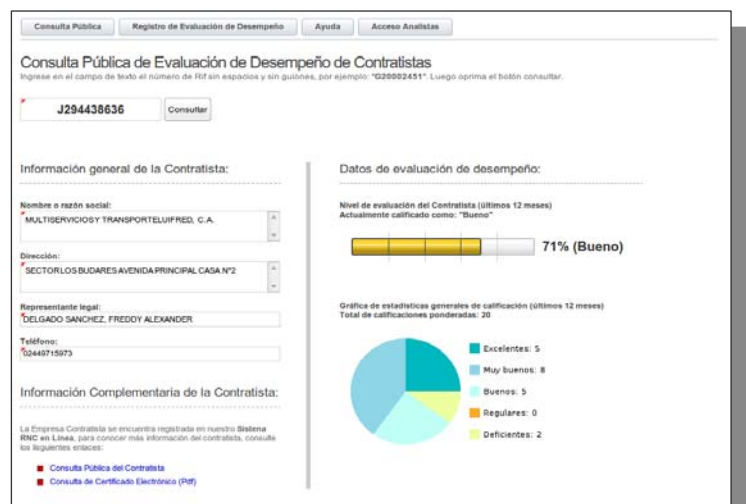 Consulta Pública
Registro de Evaluación de Desempeño
Ayuda
Acceso Analistas
Consulta Pública de Evaluación de Desempeño de Contratistas
Ingrese en el campo de texto el número de Rif sin espacios y sin guiones, por ejemplo: "G20002451". Luego oprima el botón consultar.
J294438636
Consultar
Información general de la Contratista:
Nombre o razón social:
MULTISERVICIOS Y TRANSPORTE LUIFRED, C.A.
Dirección:
SECTOR LOS BUDARES AVENIDA PRINCIPAL CASA N°2
Representante legal:
DELGADO SANCHEZ, FREDDY ALEXANDER
Teléfono:
02449715973
Información Complementaria de la Contratista:
La Empresa Contratista se encuentra registrada en nuestro Sistena
RNC en Línea, para conocer más información del contratista, consulte
los liguientes enlaces:
Consulta Pública del Contratista
Consulta de Certificado Electrónico (Pdf)
Datos de evaluación de desempeño:
Nivel de evaluación del Contratista (últimos 12 meses)
Actualmente calificado como: "Bueno"
71% (Bueno)
Gráfica de estadísticas generales de calificación (últimos 12 meses)
Total de calificaciones ponderadas: 20
Excelentes: 5
Muy buenos: 8
Buenos: 5
Regulares: 0
Deficientes: 2